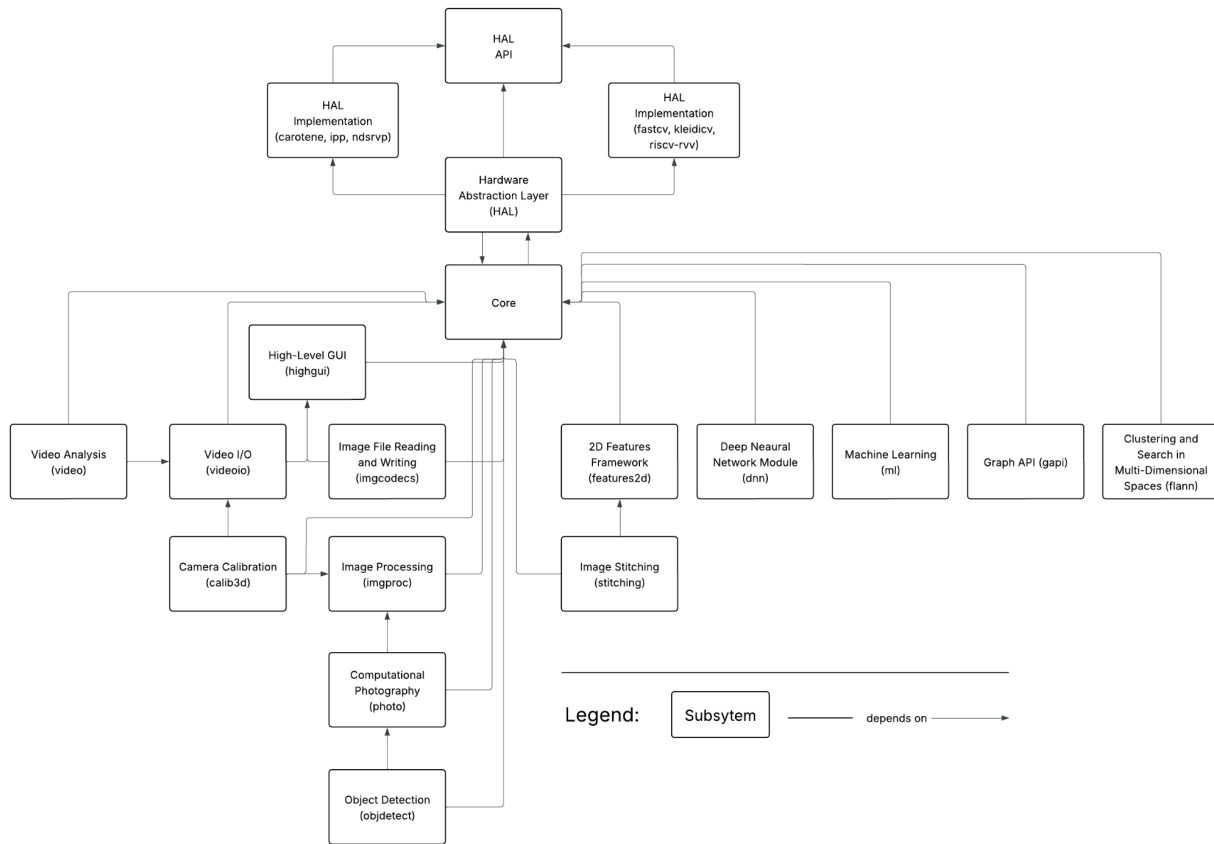 HAL
API
HAL
Implementation
(carotene, ipp, ndsrvp)
HAL
Implementation
(fastcv, kleidicv,
riscv-rvv)
Hardware
Abstraction Layer
(HAL)
Core
High-Level GUI
(highgui)
Video Analysis
(video)
Video I/O
(videoio)
Image File Reading
and Writing
(imgcodecs)
2D Features
Framework
(features2d)
Deep Neaural
Network Module
(dnn)
Machine Learning
(ml)
Graph API (gapi)
Clustering and
Search in
Multi-Dimensional
Spaces (flann)
Camera Calibration
(calib3d)
Image Processing
(imgproc)
Image Stitching
(stitching)
Computational
Photography
(photo)
Legend:
Subsytem
depends on
Object Detection
(objdetect)